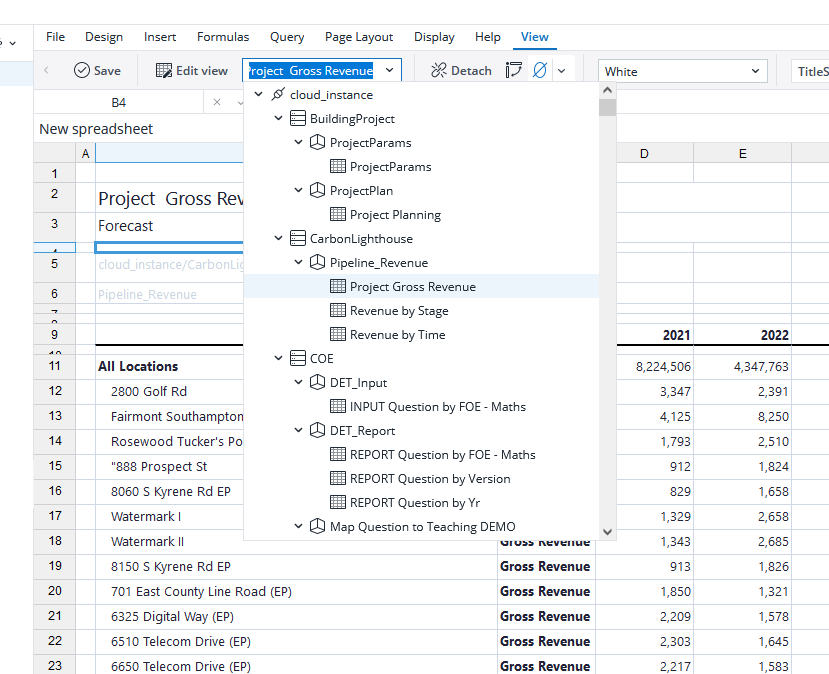 File Design Insert Formulas Query Page Layout Display Help View
Save Edit view Project  Gross Revenue Detach White TitleS
B4
cloud_instance
BuildingProject
New spreadsheet
ProjectParams
A D E
ProjectParams
1
ProjectPlan
2 Project  Gross Rev
Project Planning
3 Forecast
CarbonLighthouse
4
5 cloud_instance/CarbonLig
Pipeline_Revenue
Project Gross Revenue
6 Pipeline_Revenue
Revenue by Stage
7
8
9 2021 2022
Revenue by Time
10
COE
11 All Locations 8,224,506 4,347,763
DET_Input
12 2800 Golf Rd 3,347 2,391
INPUT Question by FOE - Maths
13 Fairmont Southampton 4,125 8,250
DET_Report
14 Rosewood Tucker's Po 1,793 2,510
REPORT Question by FOE - Maths
15 "888 Prospect St 912 1,824
REPORT Question by Version
16 8060 S Kyrene Rd EP 829 1,658
REPORT Question by Yr
17 Watermark I 1,329 2,658
Map Question to Teaching DEMO
18 Watermark II Gross Revenue 1,343 2,685
19 8150 S Kyrene Rd EP Gross Revenue 913 1,826
20 701 East County Line Road (EP) Gross Revenue 1,850 1,321
21 6325 Digital Way (EP) Gross Revenue 2,209 1,578
22 6510 Telecom Drive (EP) Gross Revenue 2,303 1,645
23 6650 Telecom Drive (EP) Gross Revenue 2,217 1,583